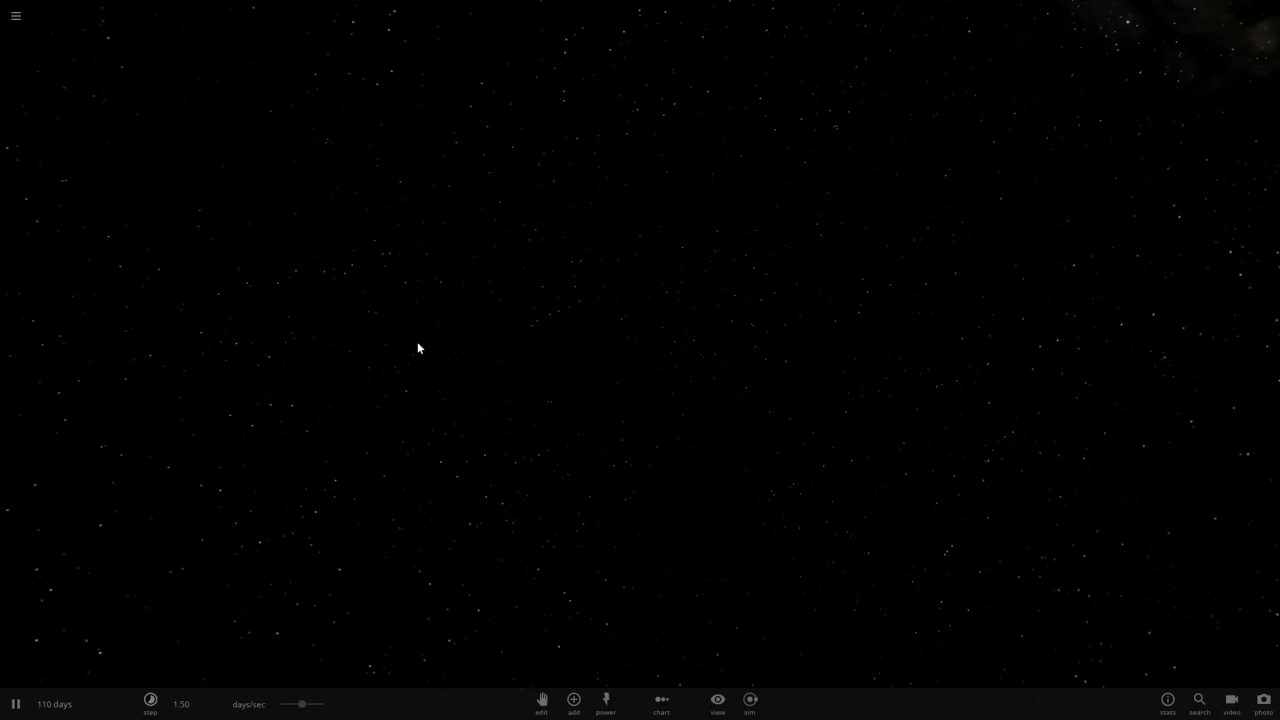 110 days
step
1.50
days/sec
edit
add
power
chart
view
sim
stats
search
video
photo